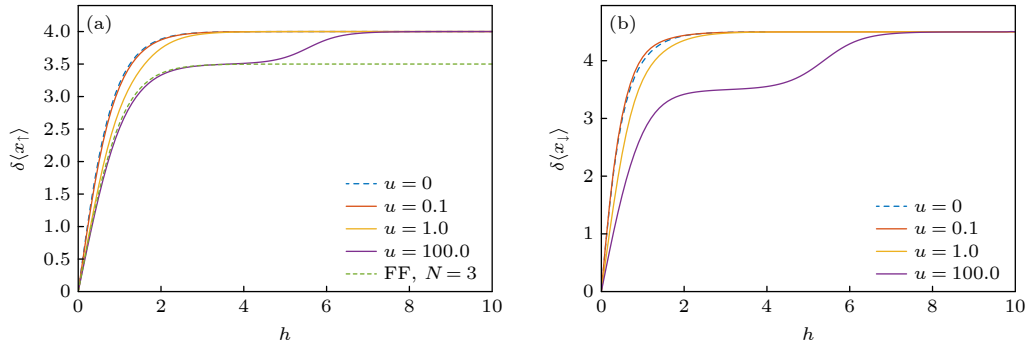 (a)
4.0
3.5
3.0
2.5
2.0
1.5
1.0
0.5
0
δ⟨x↑⟩
u = 0
u = 0.1
u = 1.0
u = 100.0
FF, N = 3
0 2 4 6 8 10
h
(b)
4
3
2
1
0
δ⟨x↓⟩
u = 0
u = 0.1
u = 1.0
u = 100.0
0 2 4 6 8 10
h